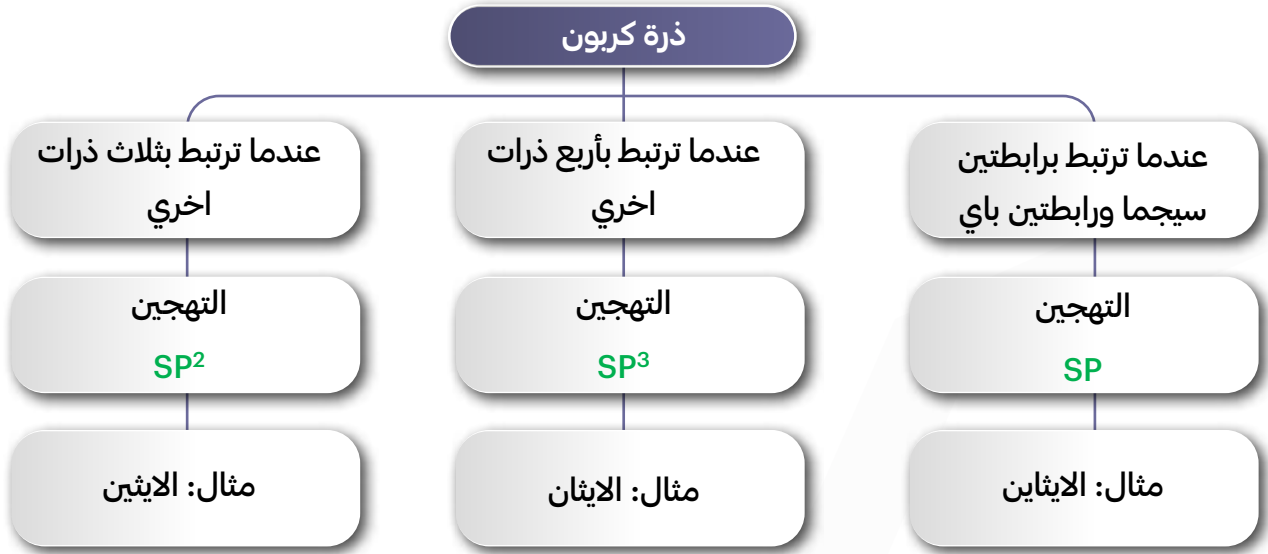 ذرة كربون
عندما ترتبط برابطتين
سيجما ورابطتين باي
التهجين
SP
مثال: الايثاين
عندما ترتبط بأربع ذرات
اخري
التهجين
SP³
مثال: الايثان
عندما ترتبط بثلاث ذرات
اخري
التهجين
SP²
مثال: الايثين